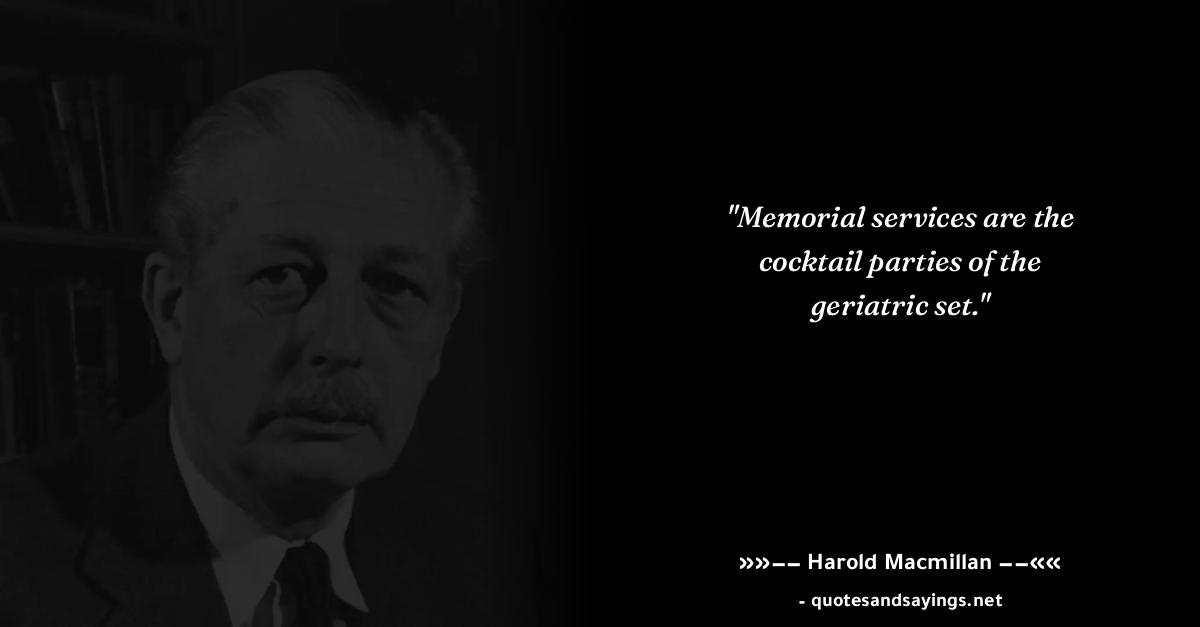 "Memorial services are the
cocktail parties of the
geriatric set."
»»−− Harold Macmillan −−««
- quotesandsayings.net